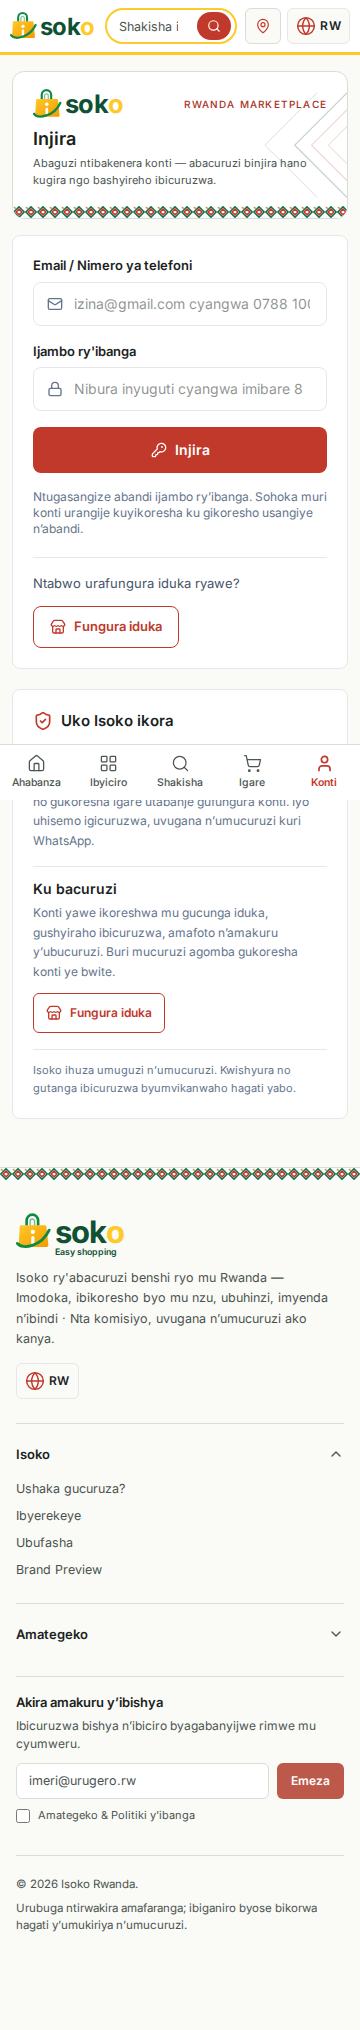 soko
Shakisha i
RW
soko
RWANDA MARKETPLACE
Injira
Abaguzi ntibakenera konti — abacuruzi binjira hano
kugira ngo bashyireho ibicuruzwa.
Email / Nimero ya telefoni
izina@gmail.com cyangwa 0788 100
Ijambo ry'ibanga
Nibura inyuguti cyangwa imibare 8
Injira
Ntugasangize abandi ijambo ry’ibanga. Sohoka muri
konti urangije kuyikoresha ku gikoresho usangiye
n’abandi.
Ntabwo urafungura iduka ryawe?
Fungura iduka
Uko Isoko ikora
Ahabanza
Ibyiciro
Shakisha
Igare
Konti
no gukoresha igare utabanje gufungura konti. Iyo
uhisemo igicuruzwa, uvugana n’umucuruzi kuri
WhatsApp.
Ku bacuruzi
Konti yawe ikoreshwa mu gucunga iduka,
gushyiraho ibicuruzwa, amafoto n’amakuru
y’ubucuruzi. Buri mucuruzi agomba gukoresha
konti ye bwite.
Fungura iduka
Isoko ihuza umuguzi n’umucuruzi. Kwishyura no
gutanga ibicuruzwa byumvikanwaho hagati yabo.
soko
Easy shopping
Isoko ry'abacuruzi benshi ryo mu Rwanda —
Imodoka, ibikoresho byo mu nzu, ubuhinzi, imyenda
n’ibindi · Nta komisiyo, uvugana n’umucuruzi ako
kanya.
RW
Isoko
Ushaka gucuruza?
Ibyerekeye
Ubufasha
Brand Preview
Amategeko
Akira amakuru y’ibishya
Ibicuruzwa bishya n’ibiciro byagabanyijwe rimwe mu
cyumweru.
imeri@urugero.rw
Emeza
Amategeko & Politiki y'ibanga
© 2026 Isoko Rwanda.
Urubuga ntirwakira amafaranga; ibiganiro byose bikorwa
hagati y’umukiriya n’umucuruzi.